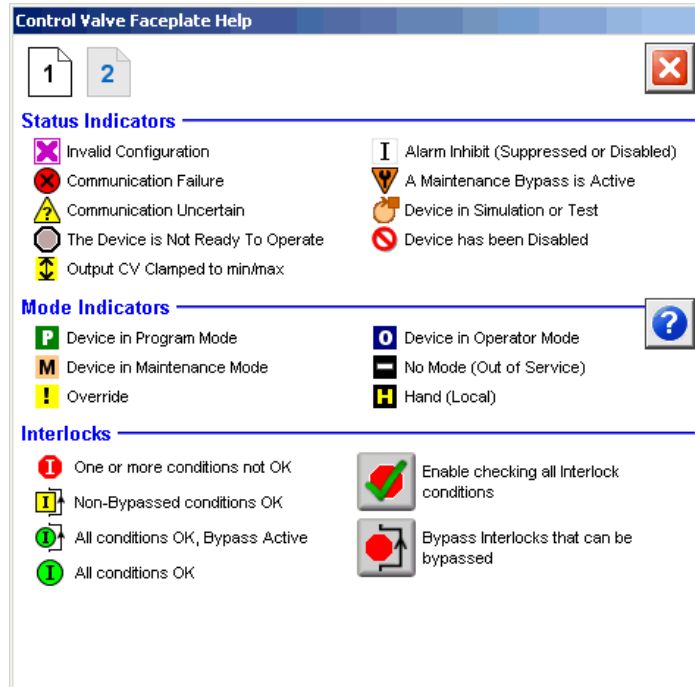 Control Valve Faceplate Help
1 2
Status Indicators
Invalid Configuration
Communication Failure
? Communication Uncertain
The Device is Not Ready To Operate
Output CV Clamped to min/max
I Alarm Inhibit (Suppressed or Disabled)
A Maintenance Bypass is Active
Device in Simulation or Test
Device has been Disabled
Mode Indicators
P Device in Program Mode
M Device in Maintenance Mode
! Override
O Device in Operator Mode
No Mode (Out of Service)
H Hand (Local)
?
Interlocks
I One or more conditions not OK
I Non-Bypassed conditions OK
I All conditions OK, Bypass Active
I All conditions OK
Enable checking all Interlock
conditions
Bypass Interlocks that can be
bypassed